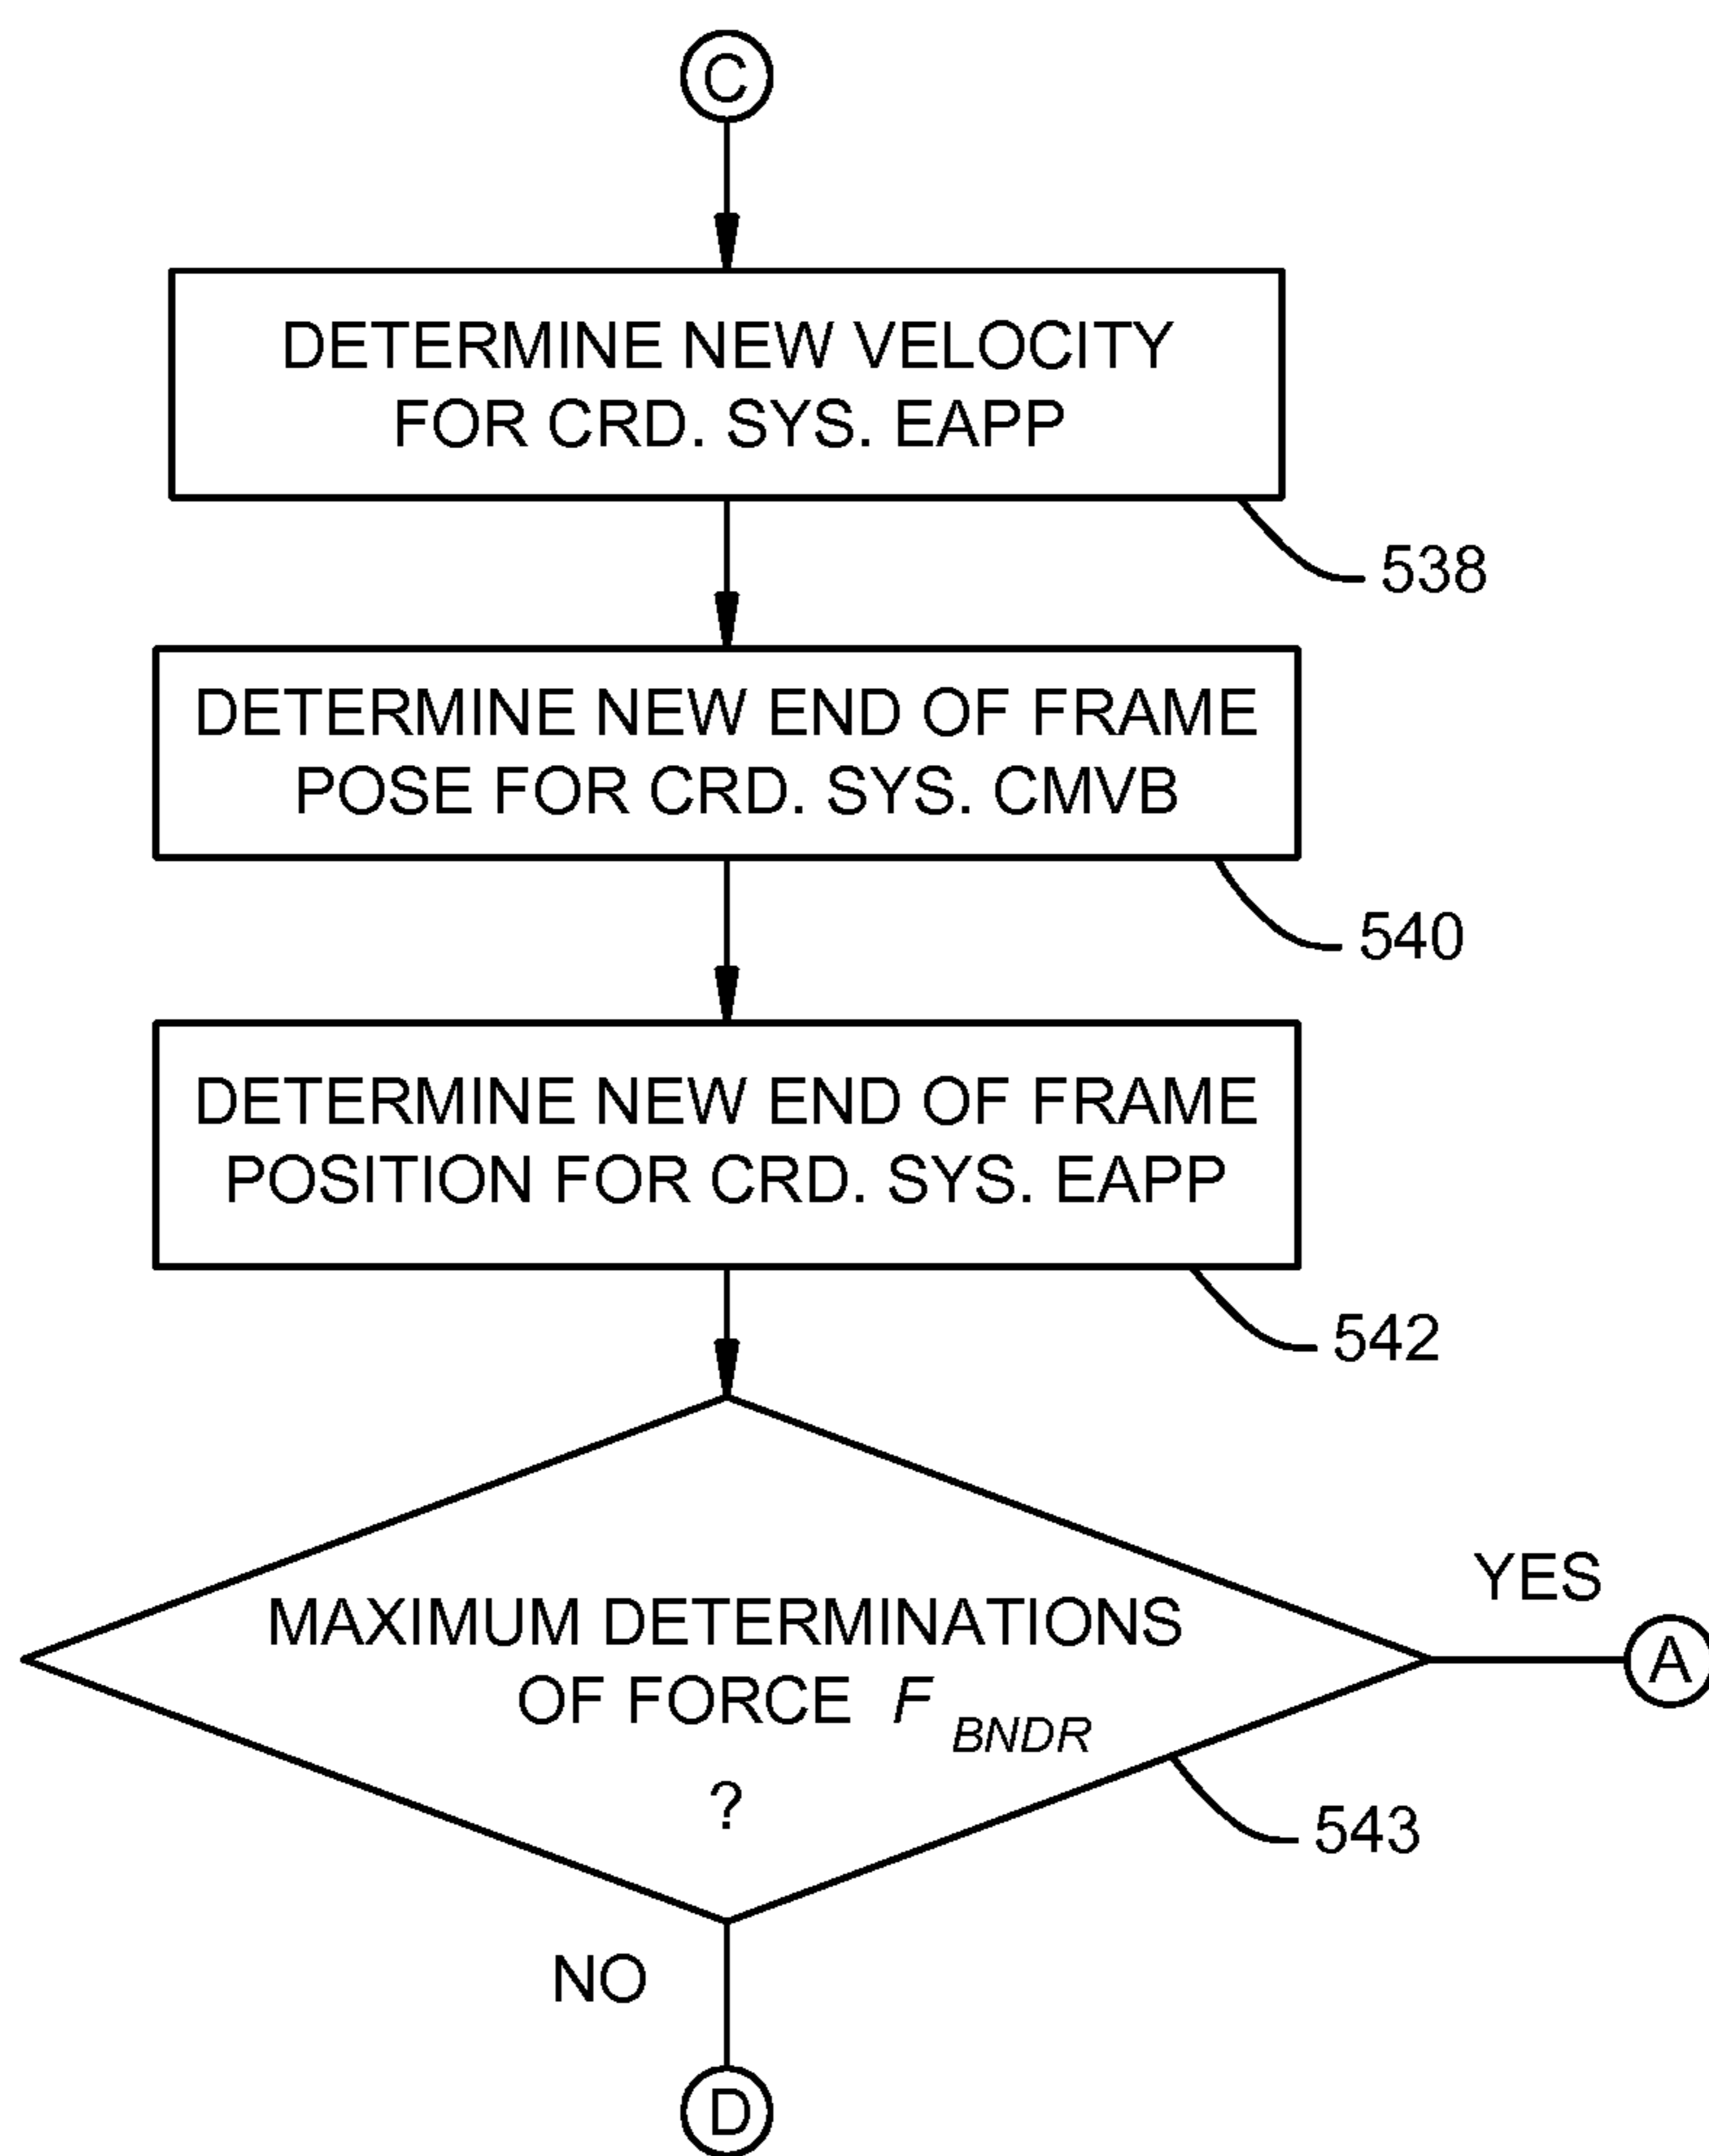 C
DETERMINE NEW VELOCITY
FOR CRD. SYS. EAPP
538
DETERMINE NEW END OF FRAME
POSE FOR CRD. SYS. CMVB
540
DETERMINE NEW END OF FRAME
POSITION FOR CRD. SYS. EAPP
542
MAXIMUM DETERMINATIONS
OF FORCE F BNDR
?
543
YES
A
NO
D